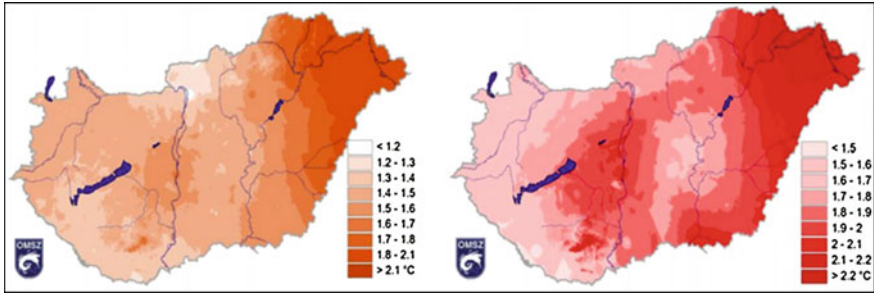 < 1.2
1.2 - 1.3
1.3 - 1.4
1.4 - 1.5
1.5 - 1.6
1.6 - 1.7
1.7 - 1.8
1.8 - 2.1
> 2.1 °C
OMSZ
< 1.5
1.5 - 1.6
1.6 - 1.7
1.7 - 1.8
1.8 - 1.9
1.9 - 2
2 - 2.1
2.1 - 2.2
> 2.2 °C
OMSZ